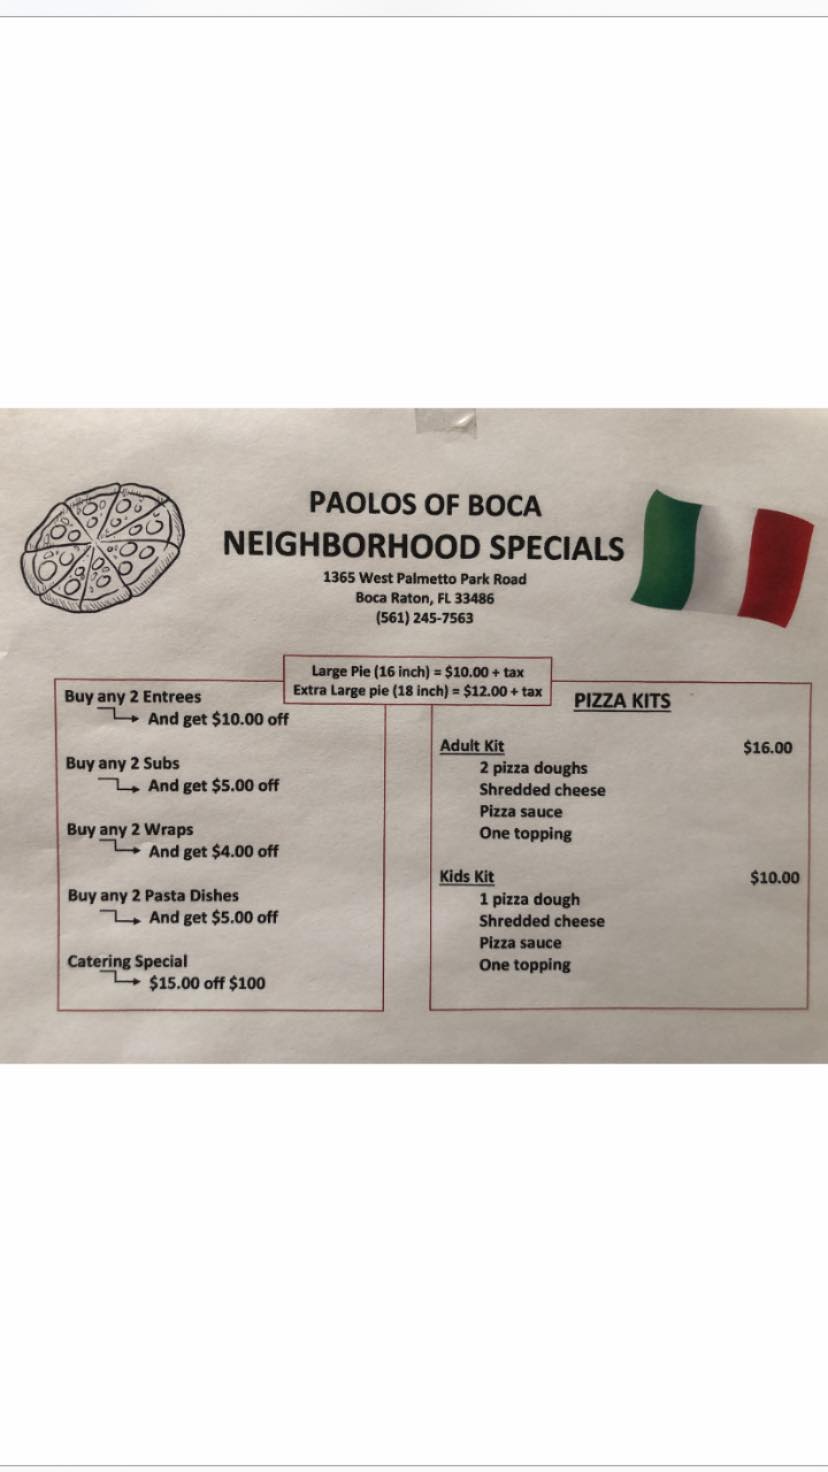 PAOLOS OF BOCA
NEIGHBORHOOD SPECIALS
1365 West Palmetto Park Road
Boca Raton, FL 33486
(561) 245-7563
Large Pie (16 inch) = $10.00 + tax
Extra Large pie (18 inch) = $12.00 + tax
Buy any 2 Entrees
And get $10.00 off
Buy any 2 Subs
And get $5.00 off
Buy any 2 Wraps
And get $4.00 off
Buy any 2 Pasta Dishes
And get $5.00 off
Catering Special
$15.00 off $100
PIZZA KITS
Adult Kit $16.00
2 pizza doughs
Shredded cheese
Pizza sauce
One topping
Kids Kit $10.00
1 pizza dough
Shredded cheese
Pizza sauce
One topping